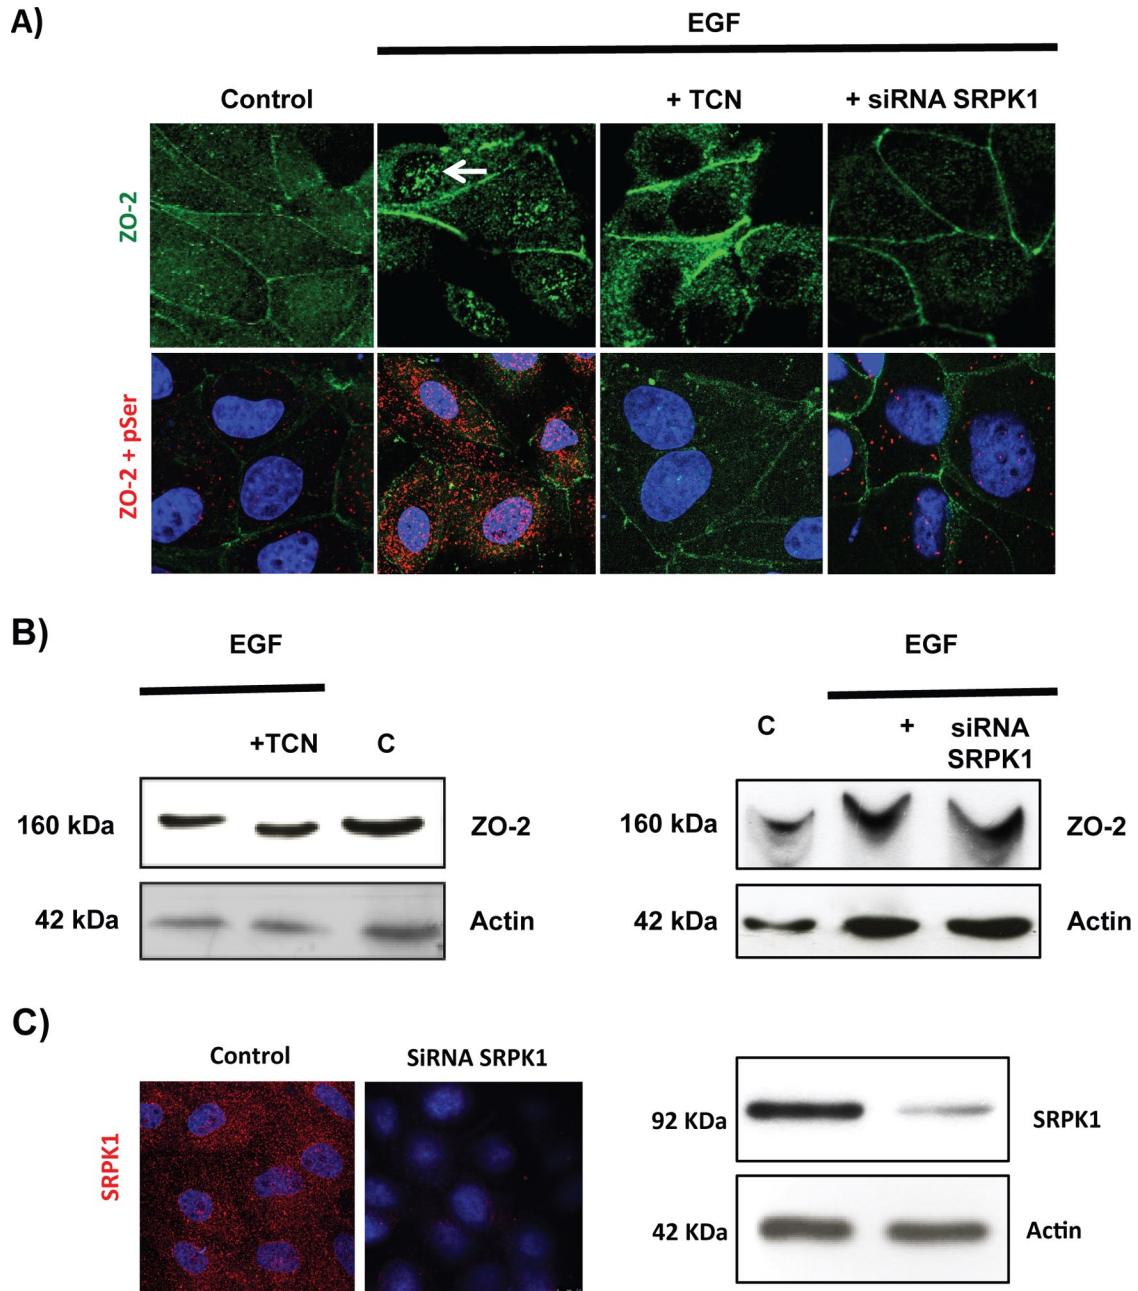 A)
EGF
Control
+ TCN
+ siRNA SRPK1
ZO-2
ZO-2 + pSer
B)
EGF
+TCN
C
160 kDa
ZO-2
42 kDa
Actin
EGF
C
+
siRNA
SRPK1
160 kDa
ZO-2
42 kDa
Actin
C)
Control
SiRNA SRPK1
SRPK1
92 KDa
SRPK1
42 KDa
Actin